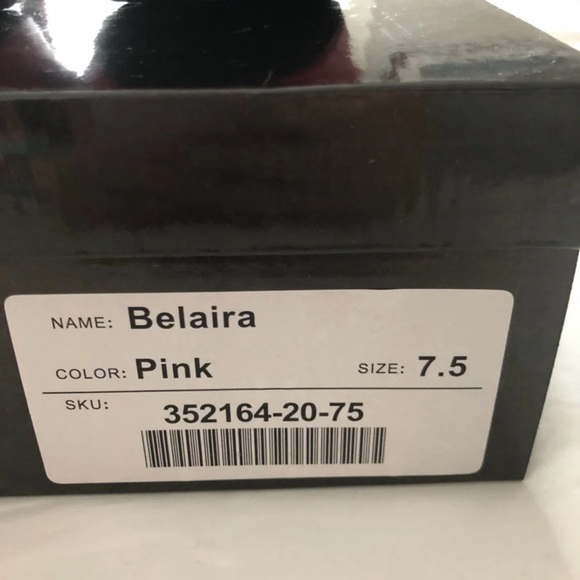 NAME: Belaira
COLOR: Pink SIZE: 7.5
SKU: 352164-20-75